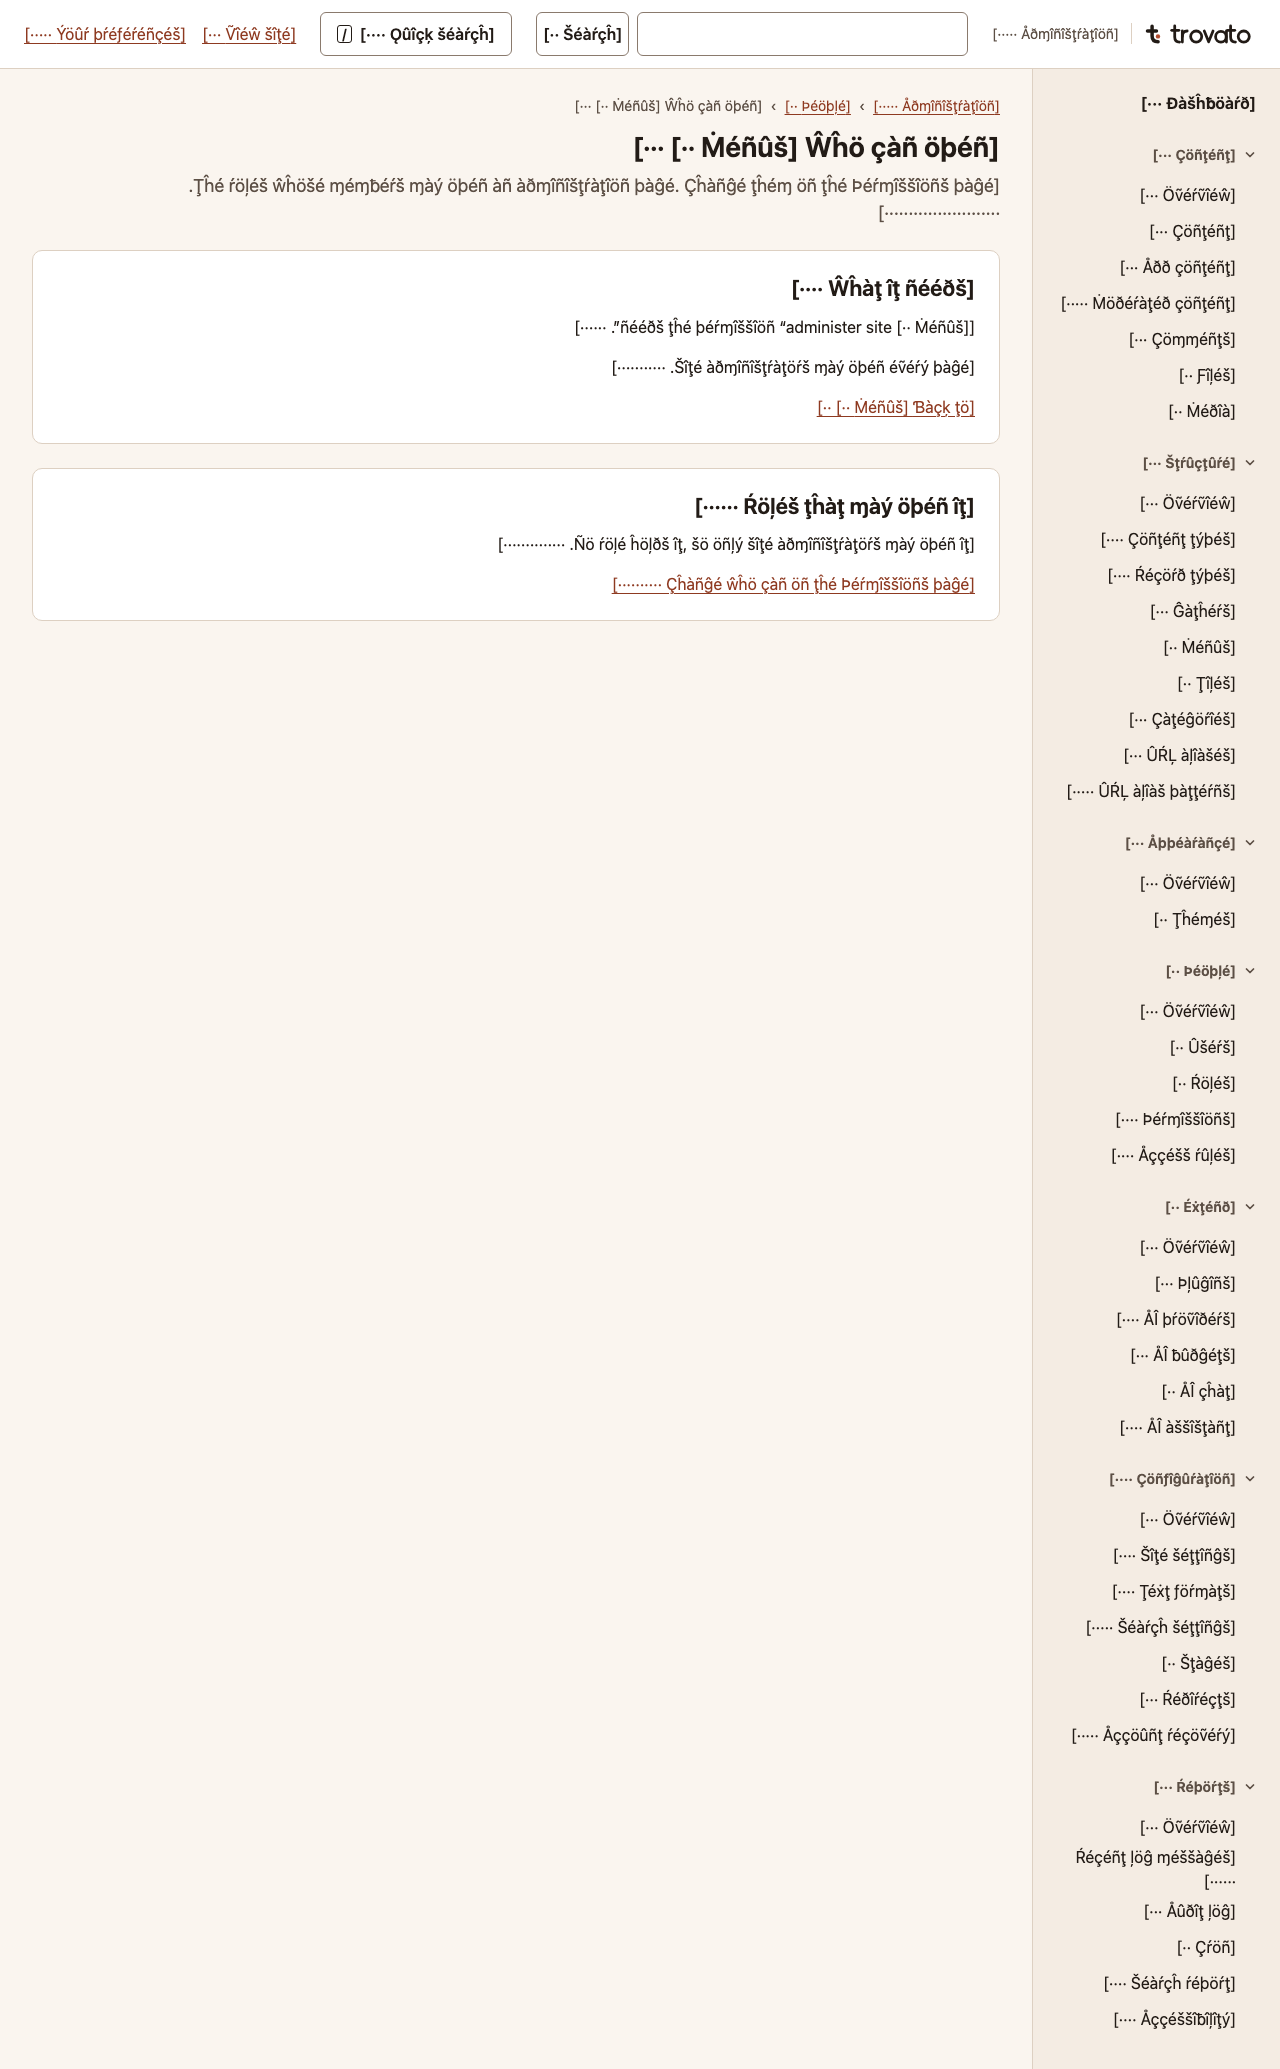 trovato
[····· Åðɱîñîšţŕàţîöñ]
[·· Šéàŕçĥ]
/ [···· Ǫûîçķ šéàŕçĥ]
[··· Ṽîéŵ šîţé]
[····· Ýöûŕ þŕéƒéŕéñçéš]
[··· Ðàšĥƀöàŕð]
[··· Çöñţéñţ]
[··· Öṽéŕṽîéŵ]
[··· Çöñţéñţ]
[··· Åðð çöñţéñţ]
[····· Ṁöðéŕàţéð çöñţéñţ]
[··· Çöɱɱéñţš]
[·· Ƒîļéš]
[·· Ṁéðîà]
[··· Šţŕûçţûŕé]
[··· Öṽéŕṽîéŵ]
[···· Çöñţéñţ ţýþéš]
[···· Ŕéçöŕð ţýþéš]
[··· Ĝàţĥéŕš]
[·· Ṁéñûš]
[·· Ţîļéš]
[··· Çàţéĝöŕîéš]
[··· ÛŔĻ àļîàšéš]
[····· ÛŔĻ àļîàš þàţţéŕñš]
[··· Åþþéàŕàñçé]
[··· Öṽéŕṽîéŵ]
[·· Ţĥéɱéš]
[·· Þéöþļé]
[··· Öṽéŕṽîéŵ]
[·· Ûšéŕš]
[·· Ŕöļéš]
[···· Þéŕɱîššîöñš]
[···· Åççéšš ŕûļéš]
[·· Éẋţéñð]
[··· Öṽéŕṽîéŵ]
[··· Þļûĝîñš]
[···· ÅÎ þŕöṽîðéŕš]
[··· ÅÎ ƀûðĝéţš]
[·· ÅÎ çĥàţ]
[···· ÅÎ àššîšţàñţ]
[···· Çöñƒîĝûŕàţîöñ]
[··· Öṽéŕṽîéŵ]
[···· Šîţé šéţţîñĝš]
[···· Ţéẋţ ƒöŕɱàţš]
[····· Šéàŕçĥ šéţţîñĝš]
[·· Šţàĝéš]
[··· Ŕéðîŕéçţš]
[····· Åççöûñţ ŕéçöṽéŕý]
[··· Ŕéþöŕţš]
[··· Öṽéŕṽîéŵ]
Ŕéçéñţ ļöĝ ɱéššàĝéš]
[······
[··· Åûðîţ ļöĝ]
[·· Çŕöñ]
[···· Šéàŕçĥ ŕéþöŕţ]
[···· Åççéššîƀîļîţý]
[··· [·· Ṁéñûš] Ŵĥö çàñ öþéñ] ‹ [·· Þéöþļé] ‹ [····· Åðɱîñîšţŕàţîöñ]
[··· [·· Ṁéñûš] Ŵĥö çàñ öþéñ]
.Ţĥé ŕöļéš ŵĥöšé ɱéɱƀéŕš ɱàý öþéñ àñ àðɱîñîšţŕàţîöñ þàĝé. Çĥàñĝé ţĥéɱ öñ ţĥé Þéŕɱîššîöñš þàĝé]
[························
[···· Ŵĥàţ îţ ñééðš]
[······ .”ñééðš ţĥé þéŕɱîššîöñ “administer site [·· Ṁéñûš]]
[··········· .Šîţé àðɱîñîšţŕàţöŕš ɱàý öþéñ éṽéŕý þàĝé]
[·· [·· Ṁéñûš] Ɓàçķ ţö]
[······ Ŕöļéš ţĥàţ ɱàý öþéñ îţ]
[·············· .Ñö ŕöļé ĥöļðš îţ, šö öñļý šîţé àðɱîñîšţŕàţöŕš ɱàý öþéñ îţ]
[·········· Çĥàñĝé ŵĥö çàñ öñ ţĥé Þéŕɱîššîöñš þàĝé]